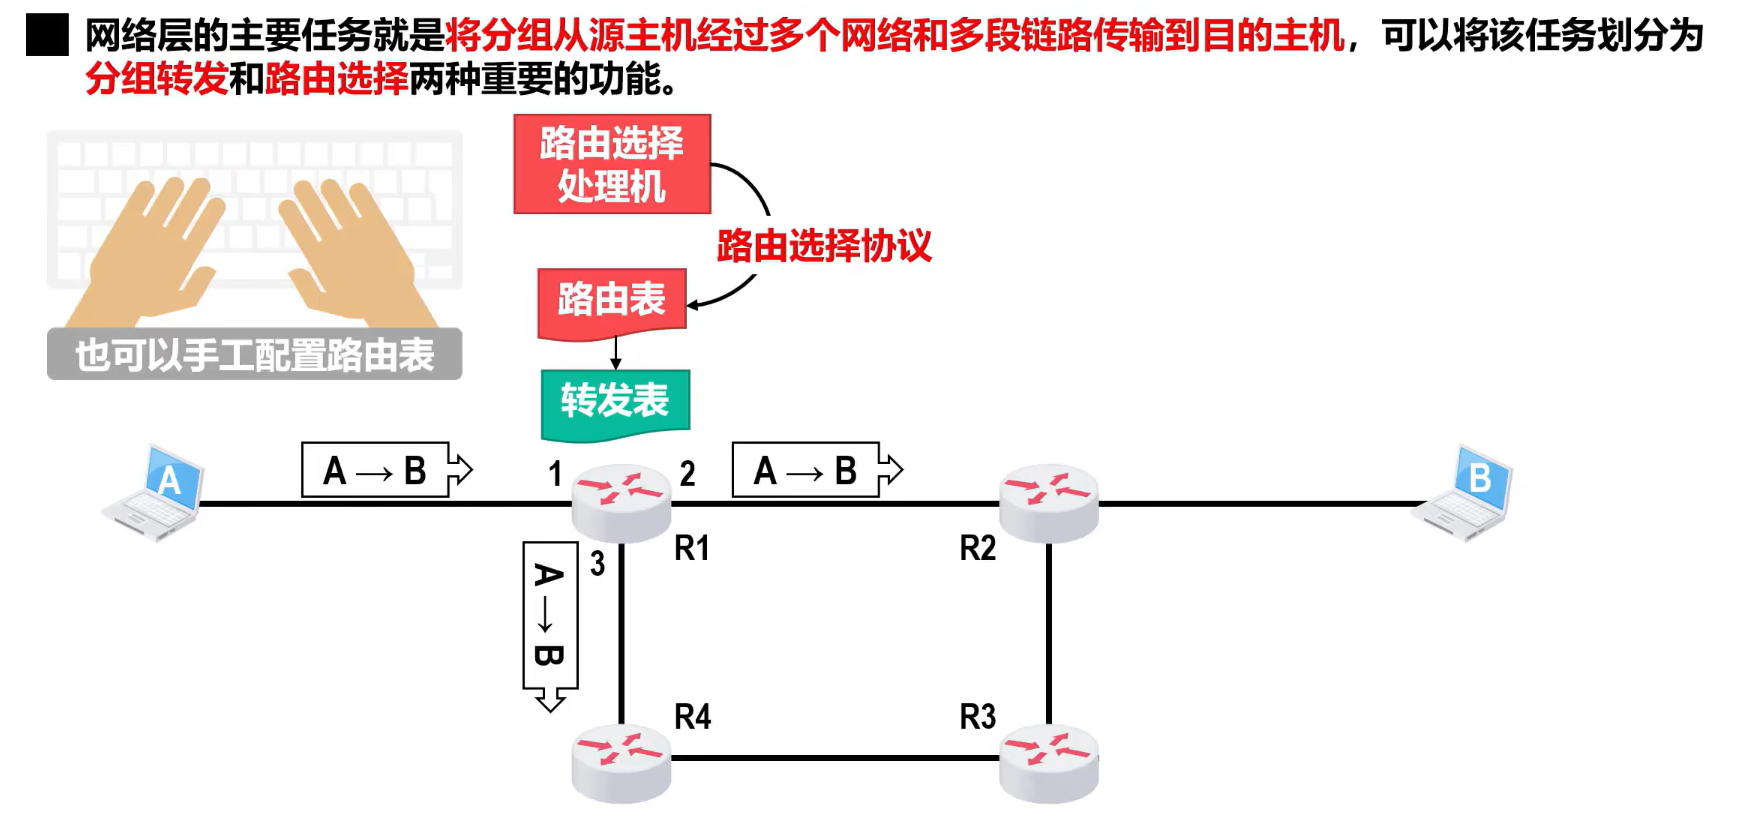 网络层的主要任务就是将分组从源主机经过多个网络和多段链路传输到目的主机，可以将该任务划分为
分组转发和路由选择两种重要的功能。
路由选择
处理机
路由选择协议
路由表
也可以手工配置路由表
转发表
A
A → B
1
2
A → B
B
3
R1
R2
A → B
R4
R3